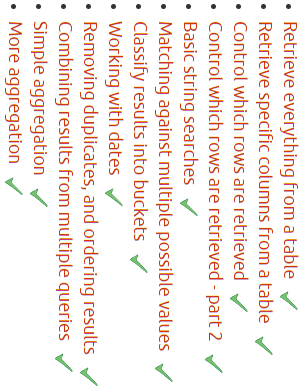 Retrieve everything from a table
Retrieve specific columns from a table
Control which rows are retrieved
Control which rows are retrieved - part 2
Basic string searches
Matching against multiple possible values
Classify results into buckets
Working with dates
Removing duplicates, and ordering results
Combining results from multiple queries
Simple aggregation
More aggregation